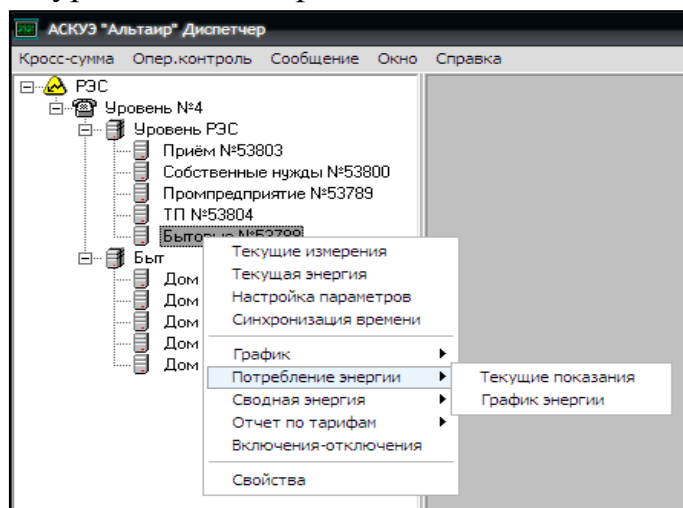 АСКУЭ "Альтаир" Диспетчер
Кросс-сумма Опер.контроль Сообщение Окно Справка
РЭС
Уровень №4
Уровень РЭС
Приём №53803
Собственные нужды №53800
Промпредприятие №53789
ТП №53804
Бытовые №53788
Быт
Дом
Дом
Дом
Дом
Дом
Текущие измерения
Текущая энергия
Настройка параметров
Синхронизация времени
График
Потребление энергии
Сводная энергия
Отчет по тарифам
Включения-отключения
Свойства
Текущие показания
График энергии